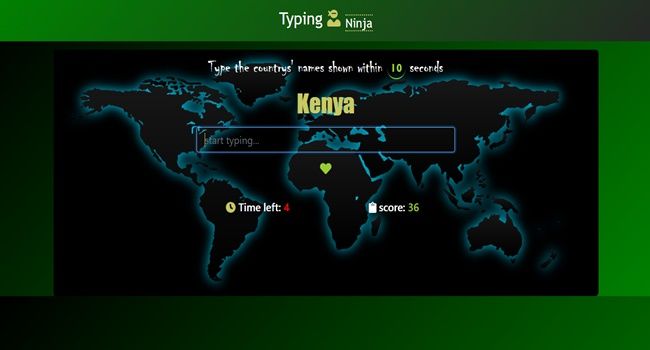 Typing Ninja
Type the countrys' names shown within 10 seconds
Kenya
start typing...
Time left: 4 score: 36